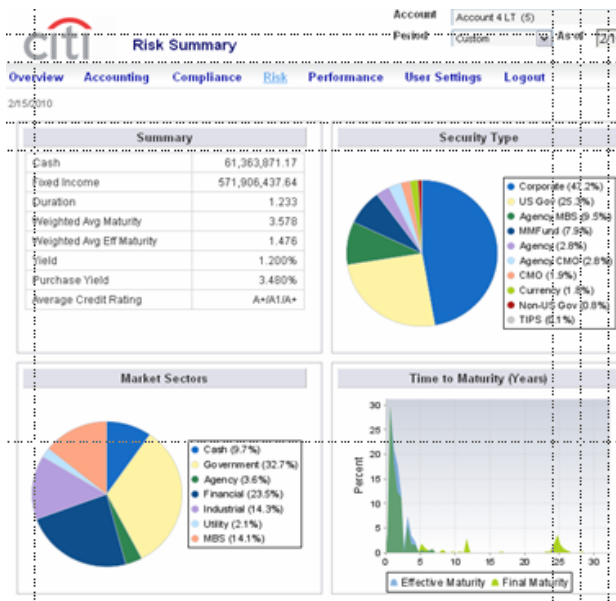 Account Account 4 LT (5)
citi Risk Summary
Period Custom As of 2/1
Overview Accounting Compliance Risk Performance User Settings Logout
2/15/2010
Summary
Cash 61,363,871.17
Fixed Income 571,906,437.64
Duration 1.233
Weighted Avg Maturity 3.578
Weighted Avg Eff Maturity 1.476
Yield 1.200%
Purchase Yield 3.480%
Average Credit Rating A+/A1/A+
Security Type
Corporate (47.2%)
US Gov (25.3%)
Agency MBS (9.5%)
MMFund (7.9%)
Agency (2.8%)
Agency CMO (2.8%)
CMO (1.9%)
Currency (1.8%)
Non-US Gov (0.8%)
TIPS (0.1%)
Market Sectors
Cash (9.7%)
Government (32.7%)
Agency (3.6%)
Financial (23.5%)
Industrial (14.3%)
Utility (2.1%)
MBS (14.1%)
Time to Maturity (Years)
30
25
20
15
10
5
0
Percent
0 5 10 15 20 25 30
Effective Maturity Final Maturity